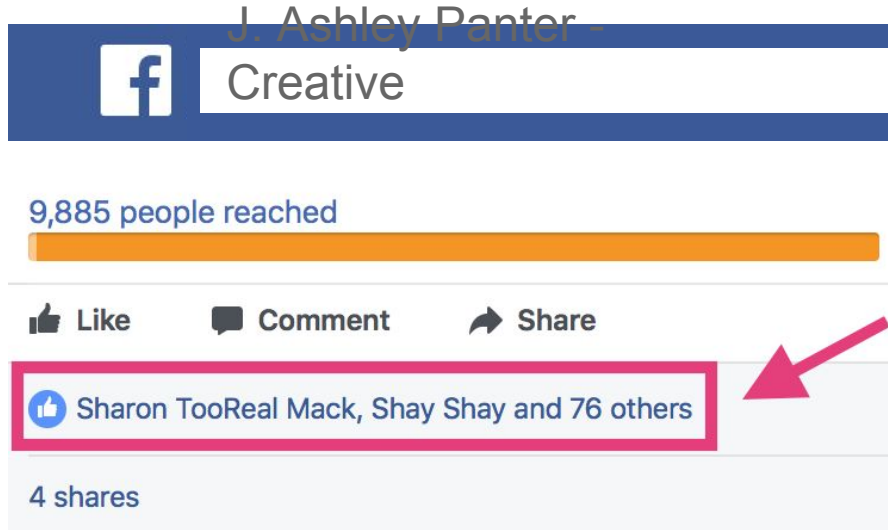 J. Ashley Panter -
Creative
f
9,885 people reached
Like Comment Share
Sharon TooReal Mack, Shay Shay and 76 others
4 shares